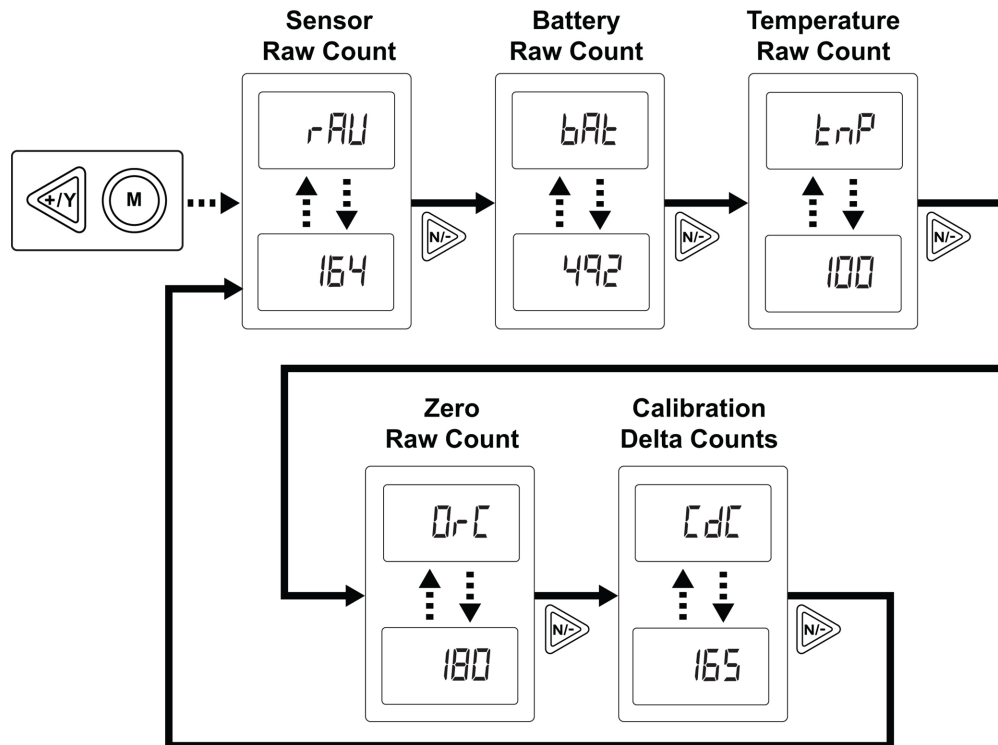 Sensor
Raw Count
Battery
Raw Count
Temperature
Raw Count
rAU
bAt
tnP
+/Y
M
N/-
N/-
N/-
164
492
100
Zero
Raw Count
Calibration
Delta Counts
0rC
CdC
N/-
N/-
180
165